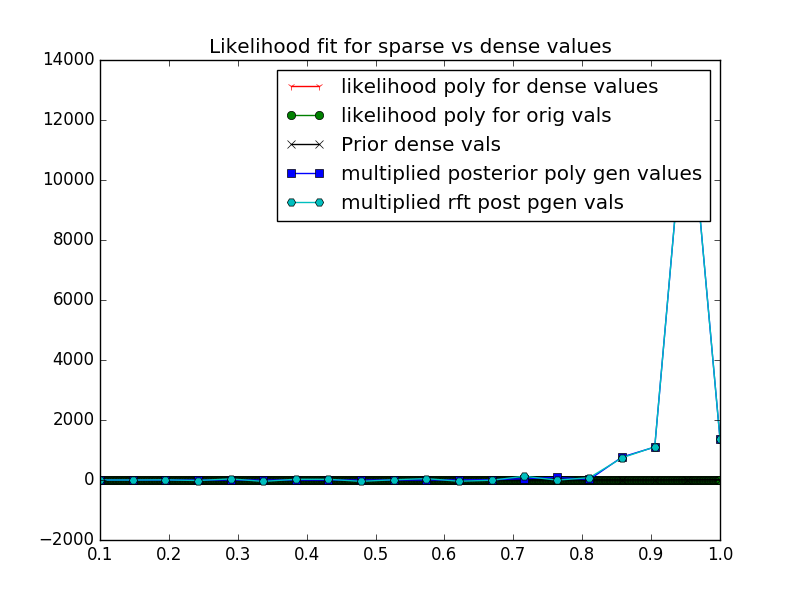 Likelihood fit for sparse vs dense values
14000
12000
10000
8000
6000
4000
2000
0
−2000
likelihood poly for dense values
likelihood poly for orig vals
Prior dense vals
multiplied posterior poly gen values
multiplied rft post pgen vals
0.1 0.2 0.3 0.4 0.5 0.6 0.7 0.8 0.9 1.0